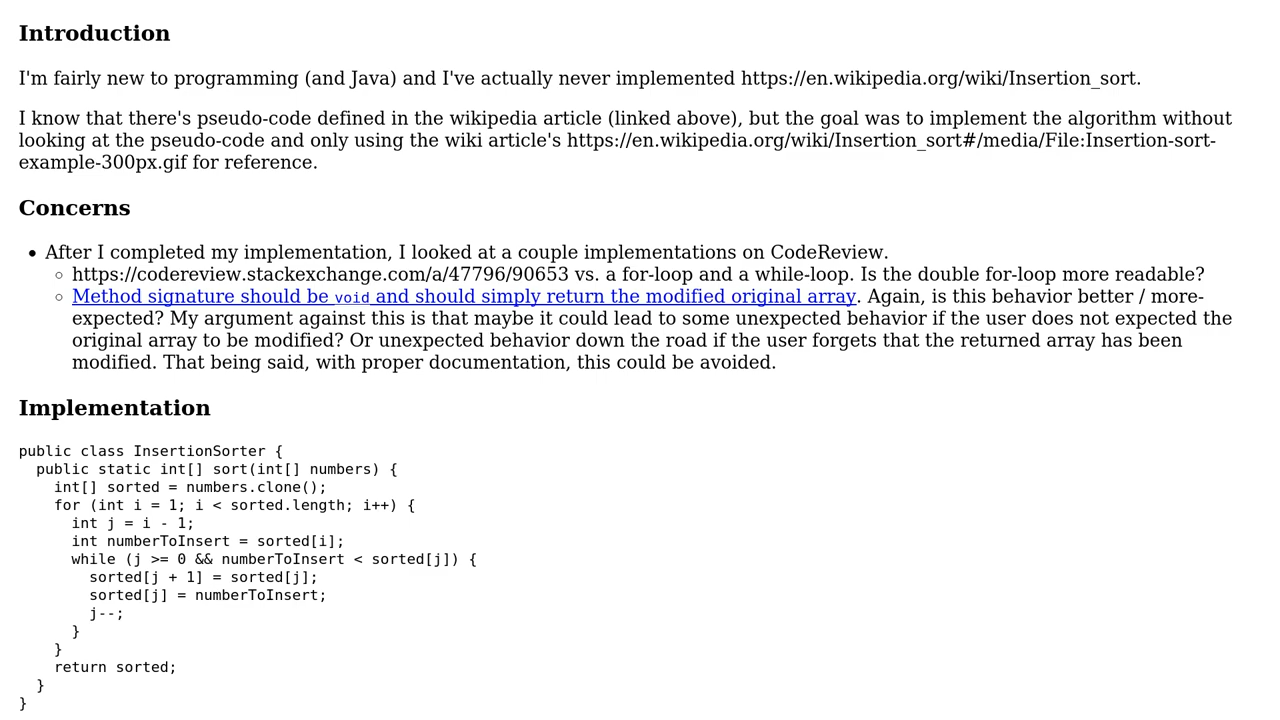 Introduction
I'm fairly new to programming (and Java) and I've actually never implemented https://en.wikipedia.org/wiki/Insertion_sort.
I know that there's pseudo-code defined in the wikipedia article (linked above), but the goal was to implement the algorithm without
looking at the pseudo-code and only using the wiki article's https://en.wikipedia.org/wiki/Insertion_sort#/media/File:Insertion-sort-
example-300px.gif for reference.
Concerns
• After I completed my implementation, I looked at a couple implementations on CodeReview.
◦ https://codereview.stackexchange.com/a/47796/90653 vs. a for-loop and a while-loop. Is the double for-loop more readable?
◦ Method signature should be void and should simply return the modified original array. Again, is this behavior better / more-
expected? My argument against this is that maybe it could lead to some unexpected behavior if the user does not expected the
original array to be modified? Or unexpected behavior down the road if the user forgets that the returned array has been
modified. That being said, with proper documentation, this could be avoided.
Implementation
public class InsertionSorter {
  public static int[] sort(int[] numbers) {
    int[] sorted = numbers.clone();
    for (int i = 1; i < sorted.length; i++) {
      int j = i - 1;
      int numberToInsert = sorted[i];
      while (j >= 0 && numberToInsert < sorted[j]) {
        sorted[j + 1] = sorted[j];
        sorted[j] = numberToInsert;
        j--;
      }
    }
    return sorted;
  }
}